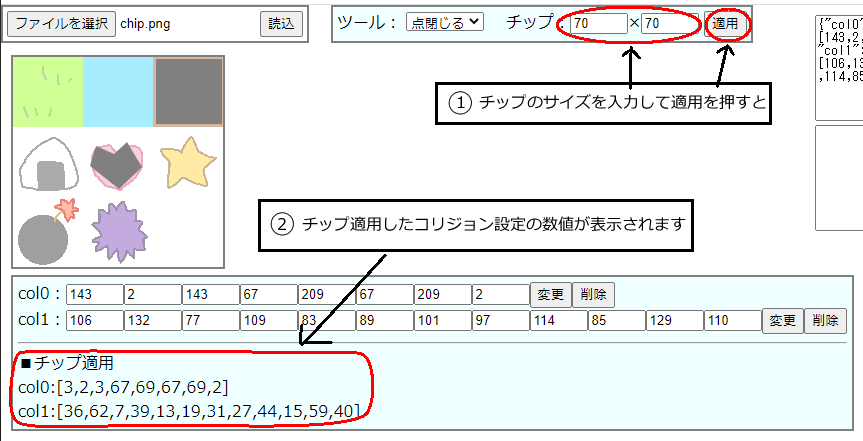 ファイルを選択 chip.png 読込
ツール： 点閉じる チップ：70×70 適用
{"col0"
[143,2,
"col1":
[106,13
,114,85
① チップのサイズを入力して適用を押すと
② チップ適用したコリジョン設定の数値が表示されます
col0：143 2 143 67 209 67 209 2 変更 削除
col1：106 132 77 109 83 89 101 97 114 85 129 110 変更 削除
■チップ適用
col0:[3,2,3,67,69,67,69,2]
col1:[36,62,7,39,13,19,31,27,44,15,59,40]